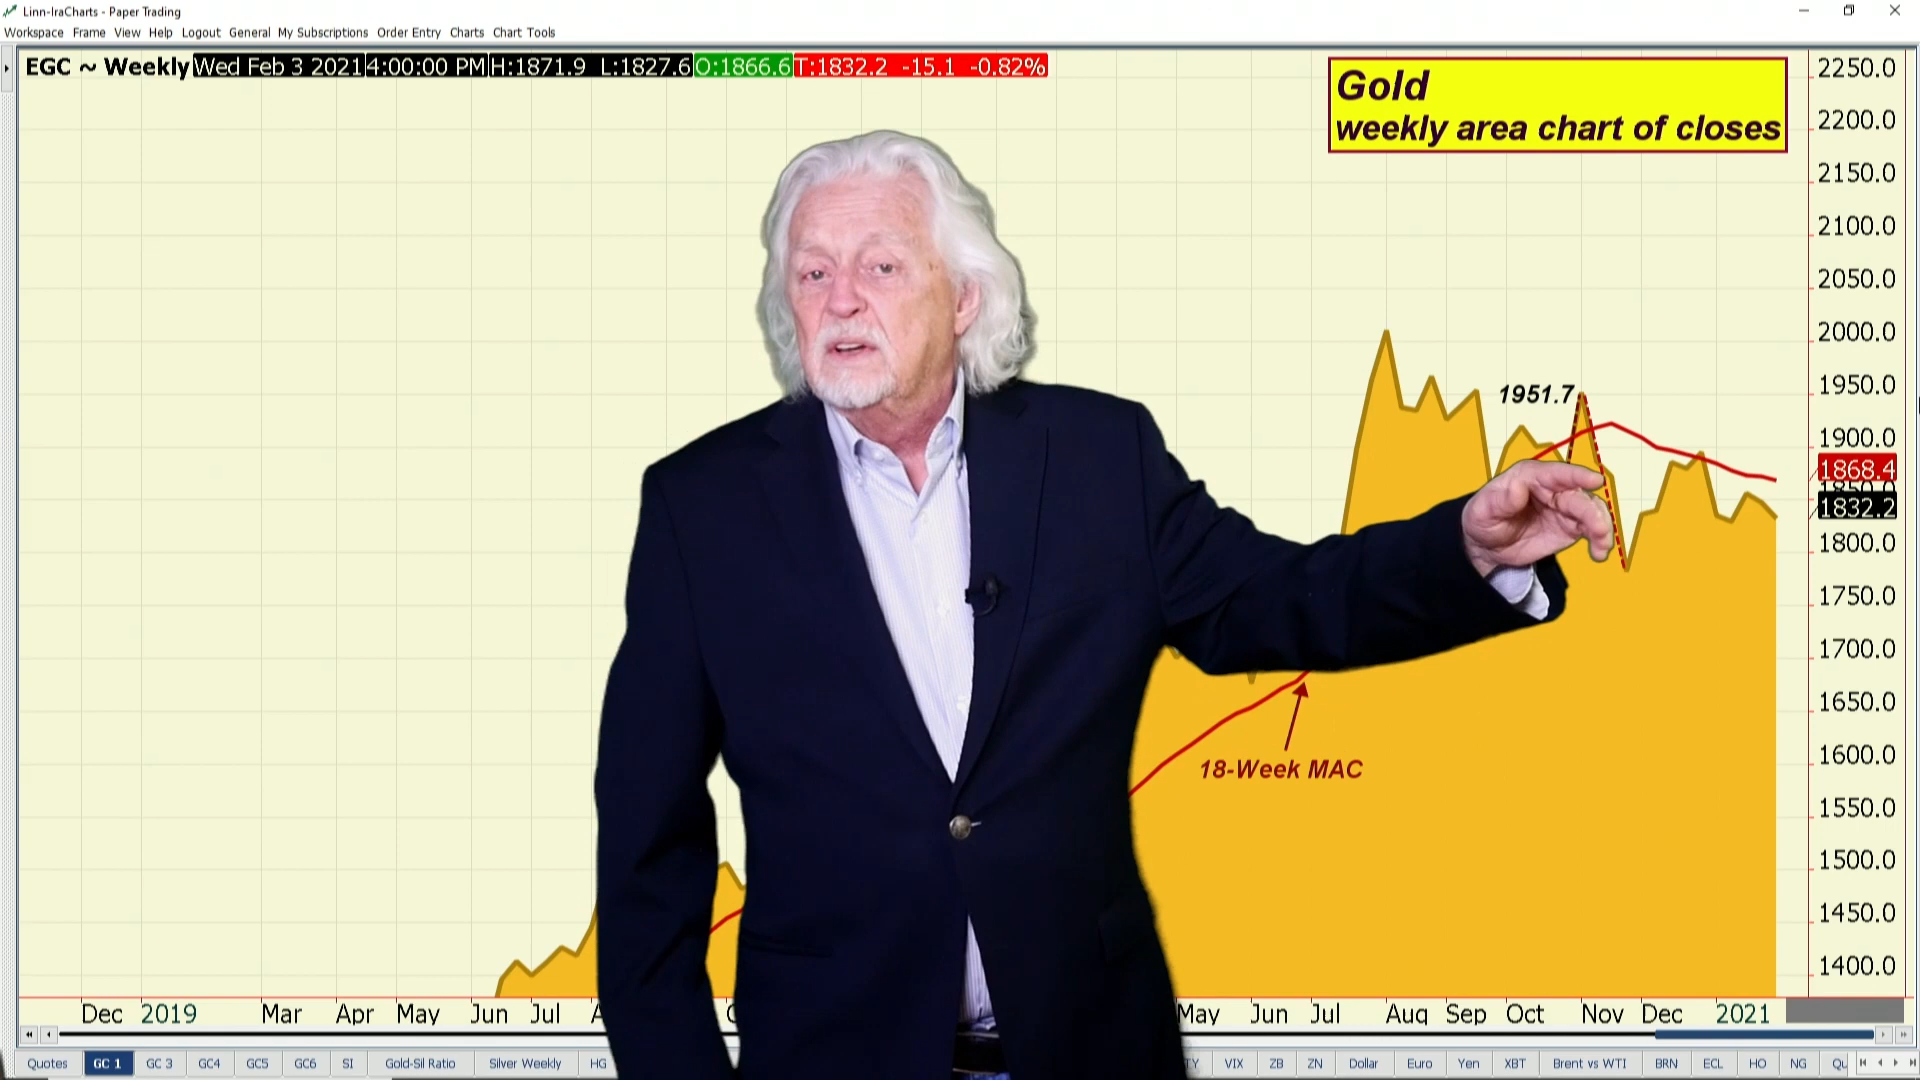 Linn-IraCharts - Paper Trading
Workspace Frame View Help Logout General My Subscriptions Order Entry Charts Chart Tools
EGC ~ Weekly Wed Feb 3 2021 4:00:00 PM H:1871.9 L:1827.6 O:1866.6 T:1832.2 -15.1 -0.82%
Gold
weekly area chart of closes
2250.0
2200.0
2150.0
2100.0
2050.0
2000.0
1950.0
1951.7
1900.0
1868.4
1850.0
1832.2
1800.0
1750.0
1700.0
1650.0
1600.0
18-Week MAC
1550.0
1500.0
1450.0
1400.0
Dec 2019 Mar Apr May Jun Jul May Jun Jul Aug Sep Oct Nov Dec 2021
Quotes GC 1 GC 3 GC4 GC5 GC6 SI Gold-Sil Ratio Silver Weekly HG VIX ZB ZN Dollar Euro Yen XBT Brent vs WTI BRN ECL HO NG